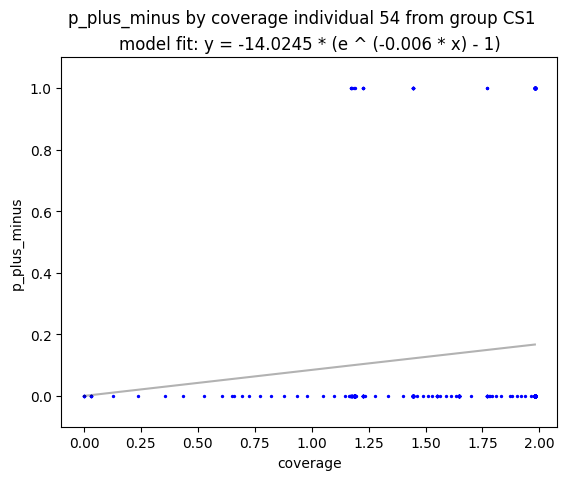 p_plus_minus by coverage individual 54 from group CS1
model fit: y = -14.0245 * (e ^ (-0.006 * x) - 1)
1.0
0.8
0.6
0.4
0.2
0.0
p_plus_minus
0.00 0.25 0.50 0.75 1.00 1.25 1.50 1.75 2.00
coverage